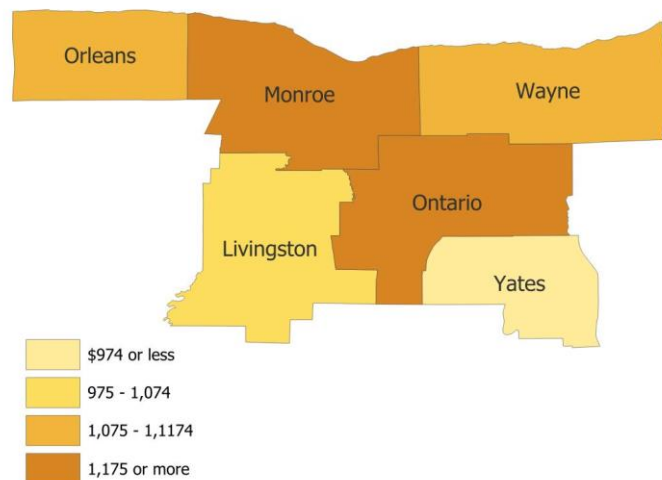 Orleans
Monroe
Wayne
Ontario
Livingston
Yates
$974 or less
975 - 1,074
1,075 - 1,1174
1,175 or more